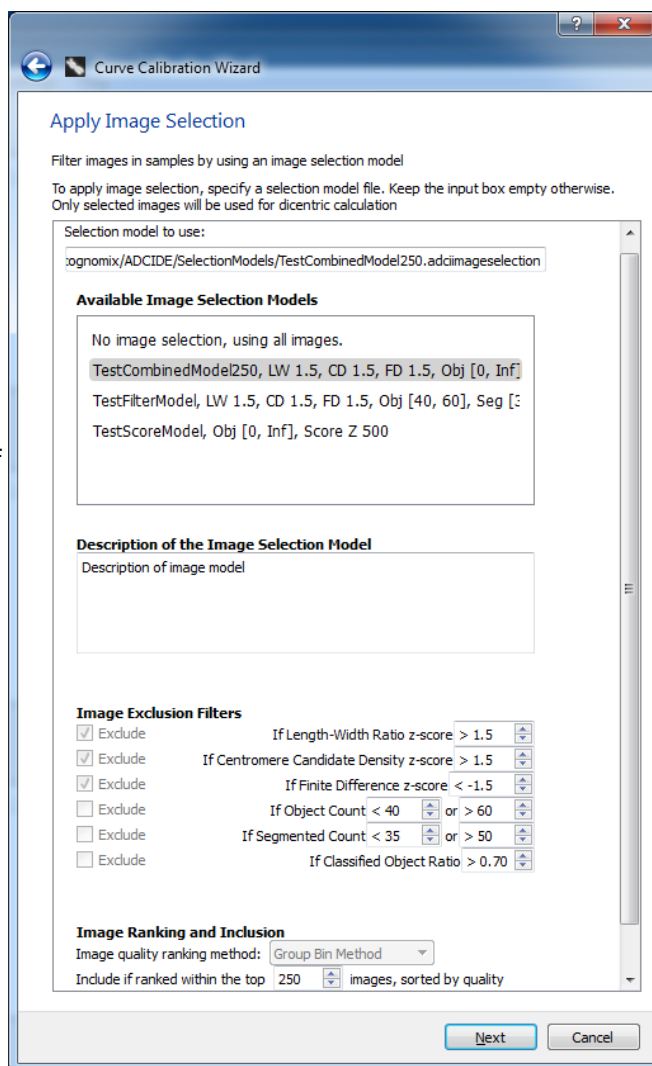 Curve Calibration Wizard
Apply Image Selection
Filter images in samples by using an image selection model
To apply image selection, specify a selection model file. Keep the input box empty otherwise.
Only selected images will be used for dicentric calculation
Selection model to use:
:ognomix/ADCIDE/SelectionModels/TestCombinedModel250.adciimageselection
Available Image Selection Models
No image selection, using all images.
TestCombinedModel250, LW 1.5, CD 1.5, FD 1.5, Obj [0, Inf]
TestFilterModel, LW 1.5, CD 1.5, FD 1.5, Obj [40, 60], Seg [3
TestScoreModel, Obj [0, Inf], Score Z 500
Description of the Image Selection Model
Description of image model
Image Exclusion Filters
Exclude If Length-Width Ratio z-score > 1.5
Exclude If Centromere Candidate Density z-score > 1.5
Exclude If Finite Difference z-score < -1.5
Exclude If Object Count < 40 or > 60
Exclude If Segmented Count < 35 or > 50
Exclude If Classified Object Ratio > 0.70
Image Ranking and Inclusion
Image quality ranking method: Group Bin Method
Include if ranked within the top 250 images, sorted by quality
Next Cancel